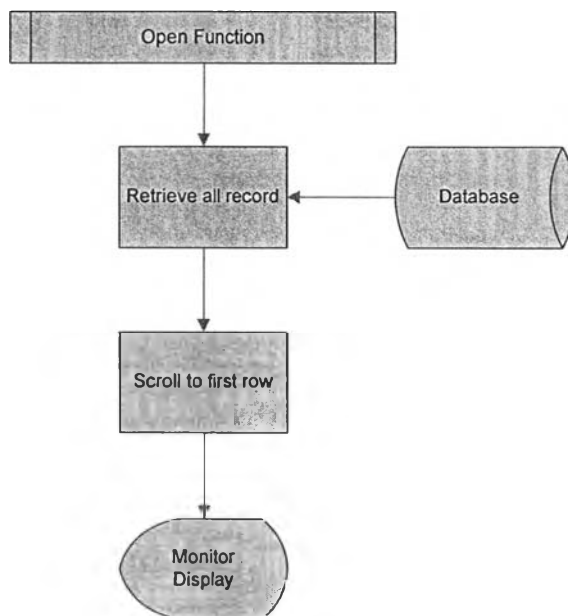 Open Function
Retrieve all record
Database
Scroll to first row
Monitor
Display